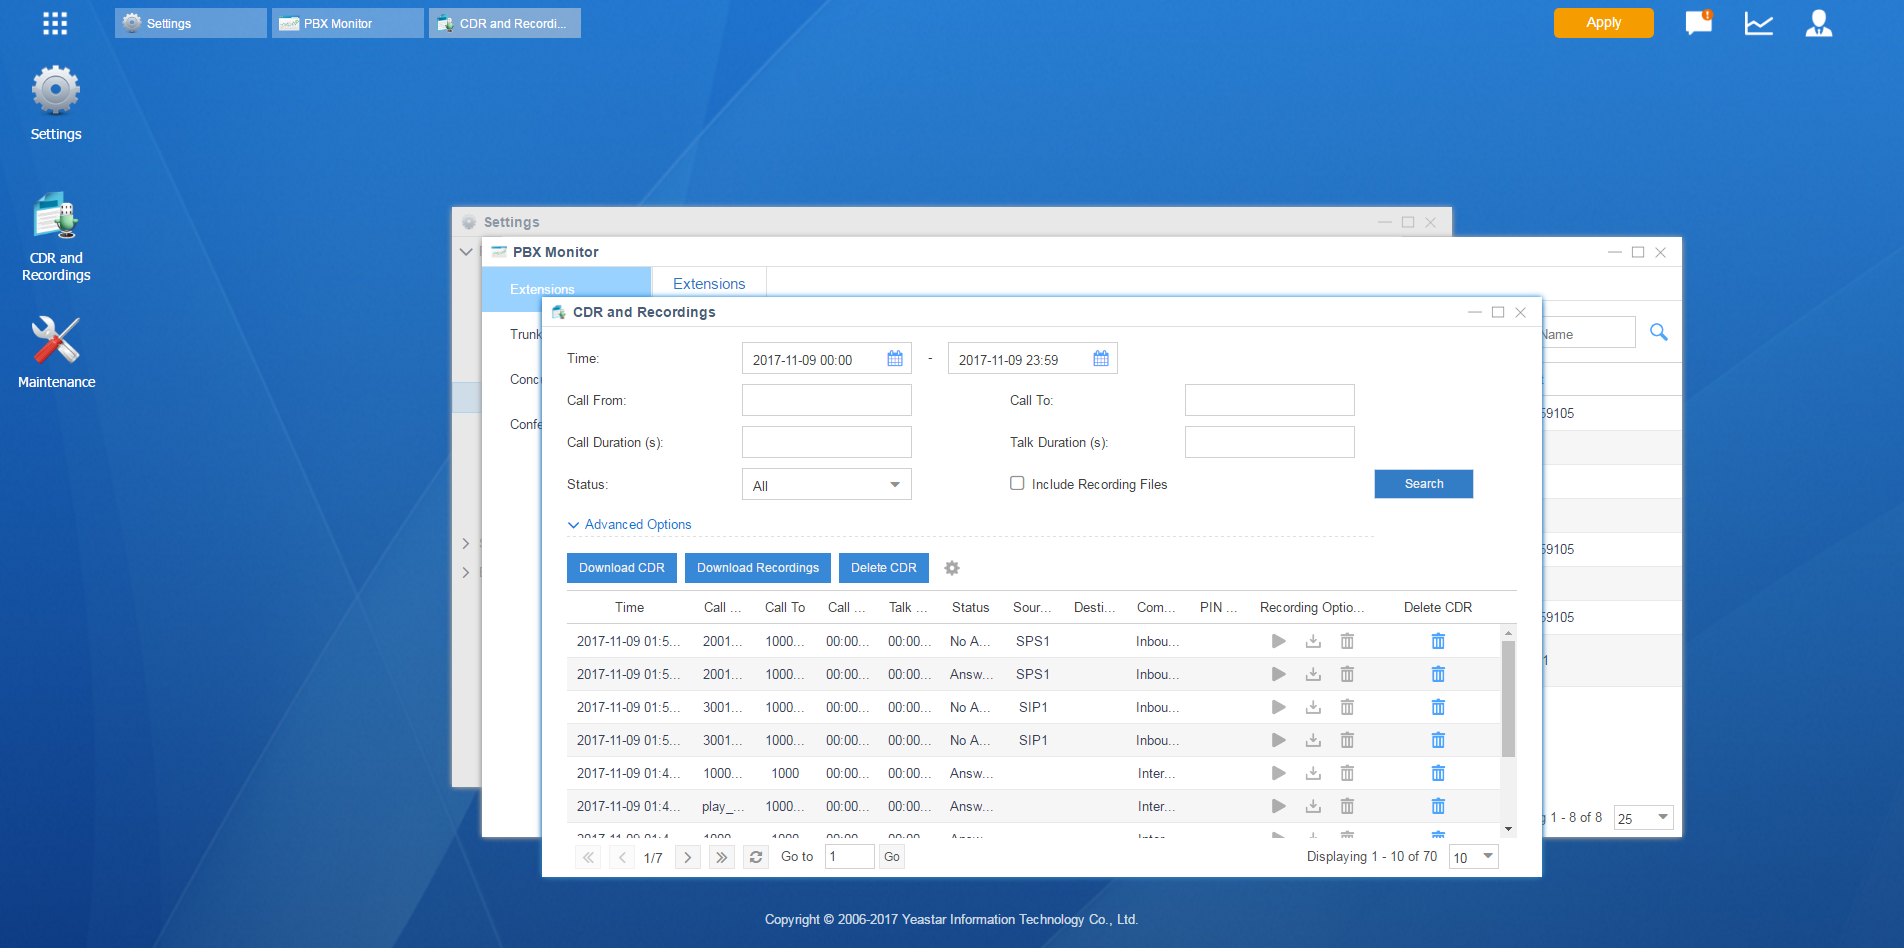 Settings
PBX Monitor
CDR and Recordi...
Apply
Settings
CDR and
Recordings
Maintenance
Settings
PBX Monitor
Extensions
Extensions
Trunk
Name
59105
59105
59105
1 - 8 of 8
25
CDR and Recordings
Time:
2017-11-09 00:00
-
2017-11-09 23:59
Call From:
Call To:
Call Duration (s):
Talk Duration (s):
Status:
All
Include Recording Files
Search
Advanced Options
Download CDR
Download Recordings
Delete CDR
Time Call ... Call To Call ... Talk ... Status Sour... Desti... Com... PIN ... Recording Optio... Delete CDR
2017-11-09 01:5... 2001... 1000... 00:00... 00:00... No A... SPS1 Inbou...
2017-11-09 01:5... 2001... 1000... 00:00... 00:00... Answ... SPS1 Inbou...
2017-11-09 01:5... 3001... 1000... 00:00... 00:00... No A... SIP1 Inbou...
2017-11-09 01:5... 3001... 1000... 00:00... 00:00... No A... SIP1 Inbou...
2017-11-09 01:4... 1000... 1000 00:00... 00:00... Answ... Inter...
2017-11-09 01:4... play_... 1000... 00:00... 00:00... Answ... Inter...
1/7
Go to
1
Go
Displaying 1 - 10 of 70
10
Copyright © 2006-2017 Yeastar Information Technology Co., Ltd.